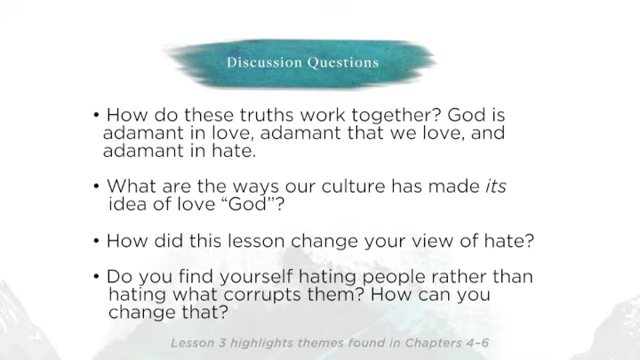 Discussion Questions
• How do these truths work together? God is
adamant in love, adamant that we love, and
adamant in hate.
• What are the ways our culture has made its
idea of love “God”?
• How did this lesson change your view of hate?
• Do you find yourself hating people rather than
hating what corrupts them? How can you
change that?
Lesson 3 highlights themes found in Chapters 4–6